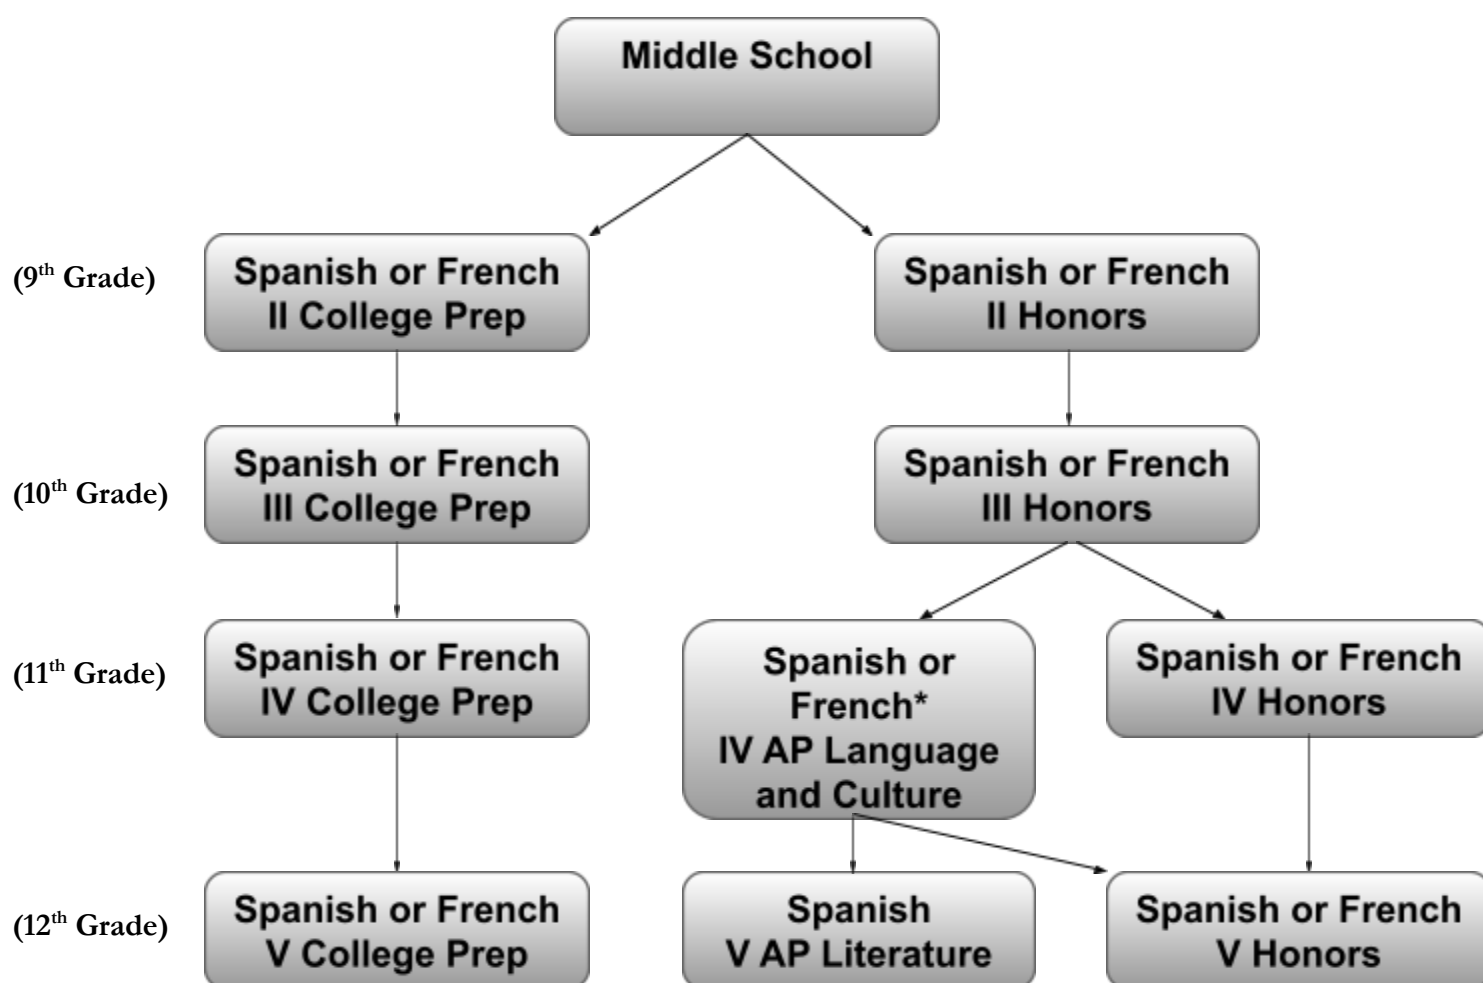 Middle School
(9th Grade)
Spanish or French
II College Prep
Spanish or French
II Honors
(10th Grade)
Spanish or French
III College Prep
Spanish or French
III Honors
(11th Grade)
Spanish or French
IV College Prep
Spanish or
French*
IV AP Language
and Culture
Spanish or French
IV Honors
(12th Grade)
Spanish or French
V College Prep
Spanish
V AP Literature
Spanish or French
V Honors